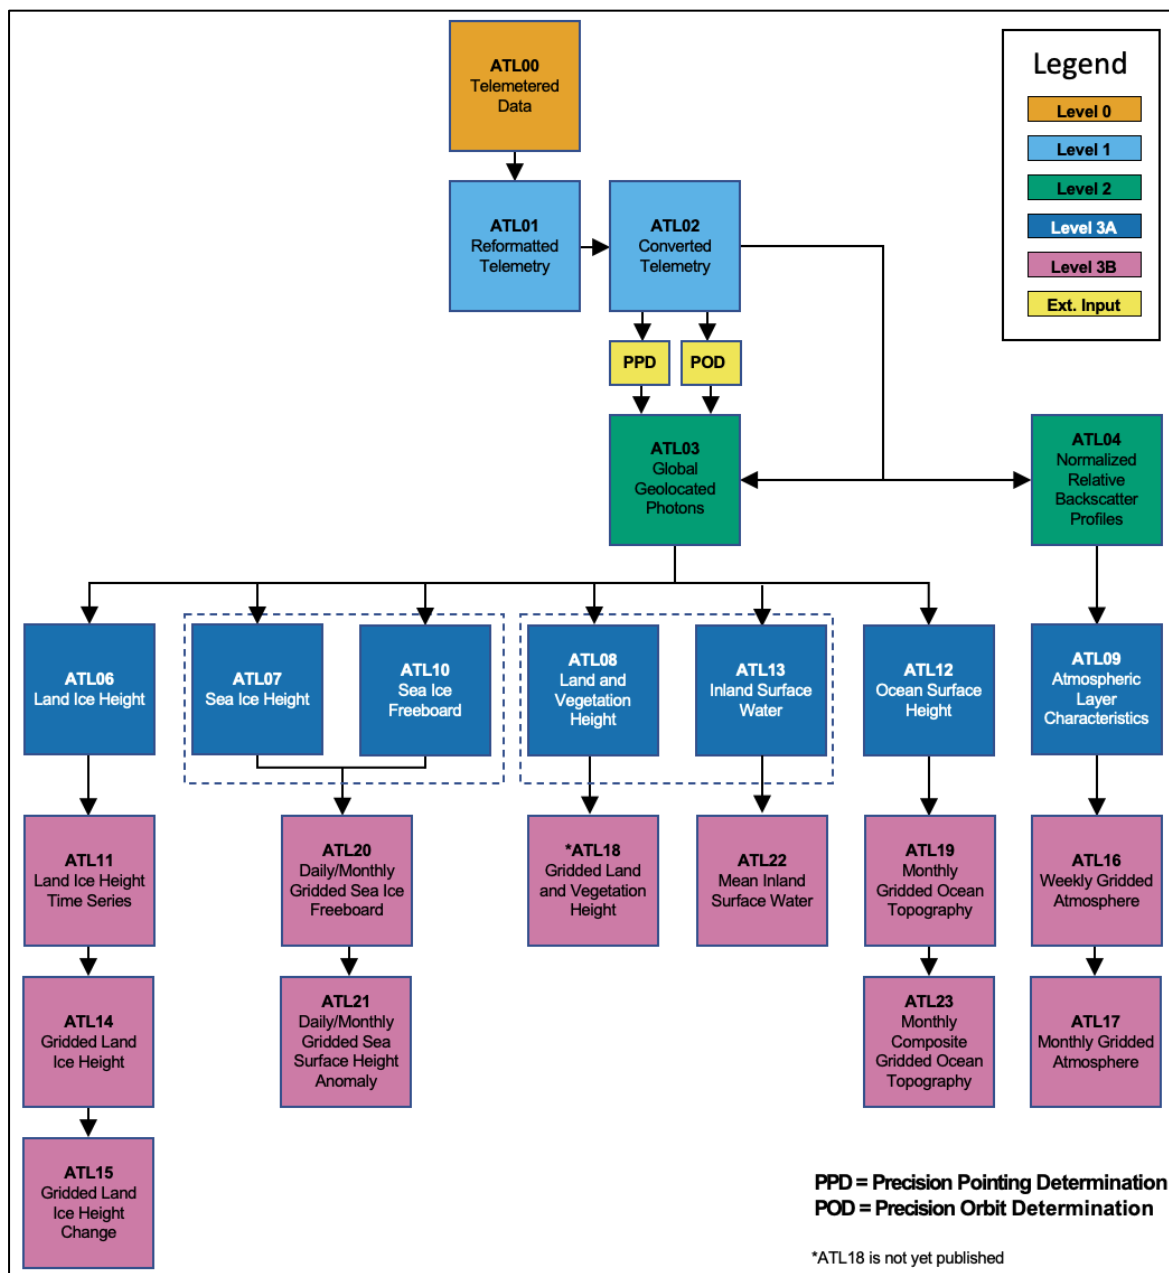 ATL00
Telemetered
Data
Legend
Level 0
Level 1
Level 2
Level 3A
Level 3B
Ext. Input
ATL01
Reformatted
Telemetry
ATL02
Converted
Telemetry
PPD
POD
ATL03
Global
Geolocated
Photons
ATL04
Normalized
Relative
Backscatter
Profiles
ATL06
Land Ice Height
ATL07
Sea Ice Height
ATL10
Sea Ice
Freeboard
ATL08
Land and
Vegetation
Height
ATL13
Inland Surface
Water
ATL12
Ocean Surface
Height
ATL09
Atmospheric
Layer
Characteristics
ATL11
Land Ice Height
Time Series
ATL20
Daily/Monthly
Gridded Sea Ice
Freeboard
*ATL18
Gridded Land
and Vegetation
Height
ATL22
Mean Inland
Surface Water
ATL19
Monthly
Gridded Ocean
Topography
ATL16
Weekly Gridded
Atmosphere
ATL14
Gridded Land
Ice Height
ATL21
Daily/Monthly
Gridded Sea
Surface Height
Anomaly
ATL23
Monthly
Composite
Gridded Ocean
Topography
ATL17
Monthly Gridded
Atmosphere
ATL15
Gridded Land
Ice Height
Change
PPD = Precision Pointing Determination
POD = Precision Orbit Determination
*ATL18 is not yet published